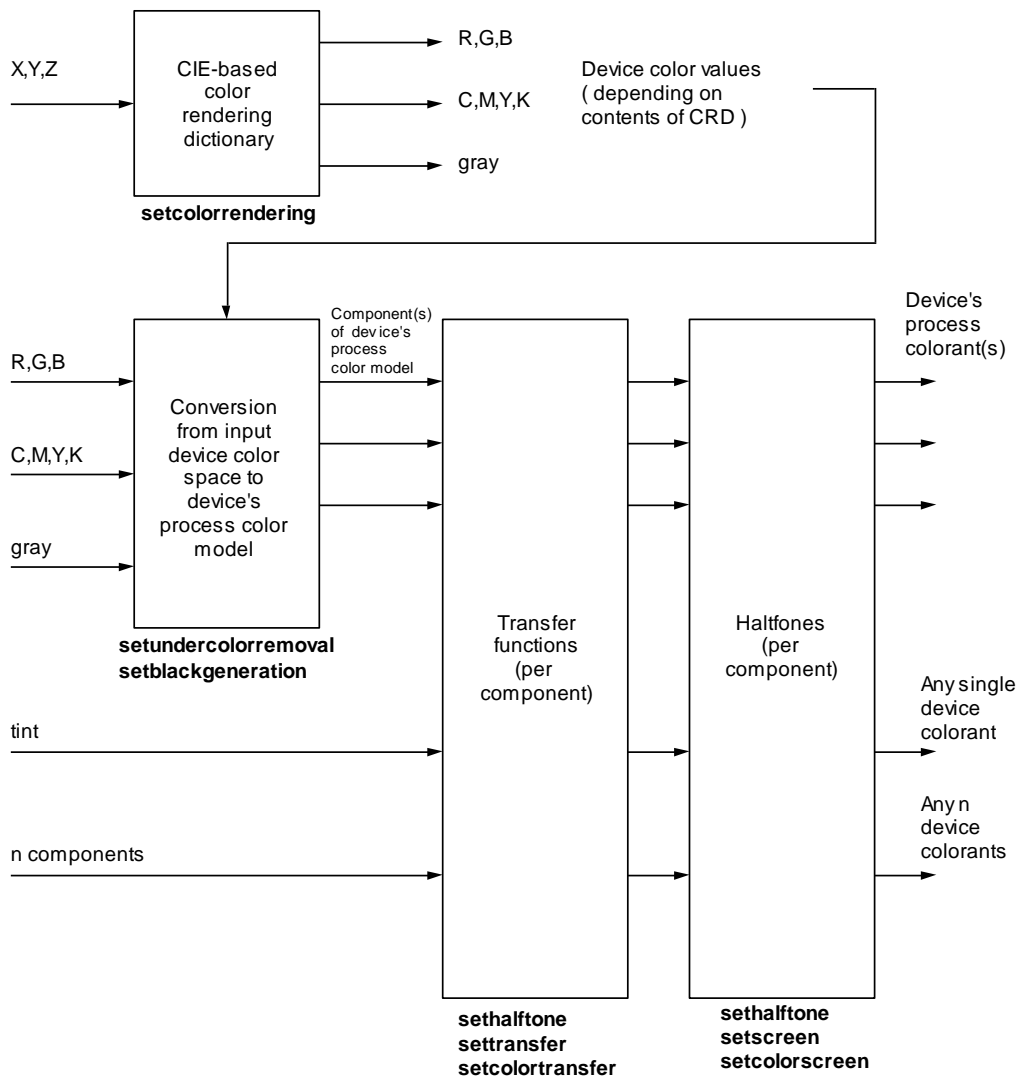 X,Y,Z
CIE-based
color
rendering
dictionary
R,G,B
C,M,Y,K
gray
Device color values
( depending on
contents of CRD )
setcolorrendering
R,G,B
C,M,Y,K
gray
Conversion
from input
device color
space to
device's
process color
model
Component(s)
of device's
process
color model
setundercolorremoval
setblackgeneration
Transfer
functions
(per
component)
Haltfones
(per
component)
Device's
process
colorant(s)
tint
Any single
device
colorant
n components
Any n
device
colorants
sethalftone
settransfer
setcolortransfer
sethalftone
setscreen
setcolorscreen